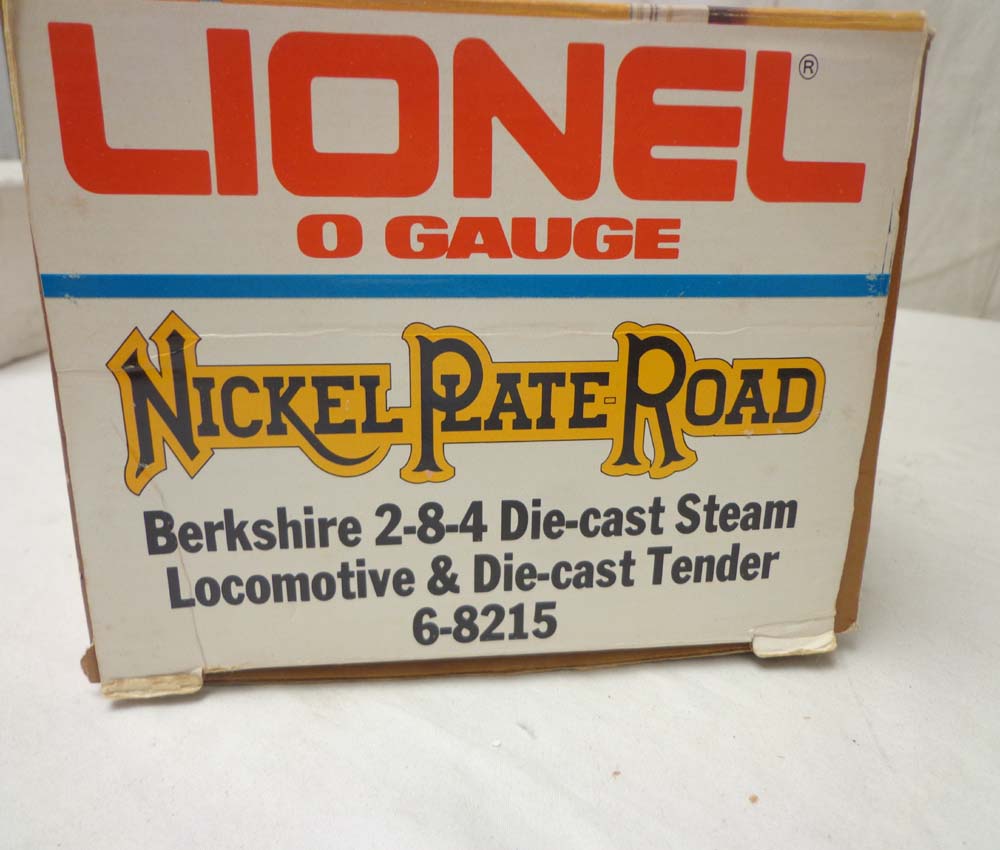 LIONEL®
O GAUGE
NICKEL PLATE-ROAD
Berkshire 2-8-4 Die-cast Steam
Locomotive & Die-cast Tender
6-8215